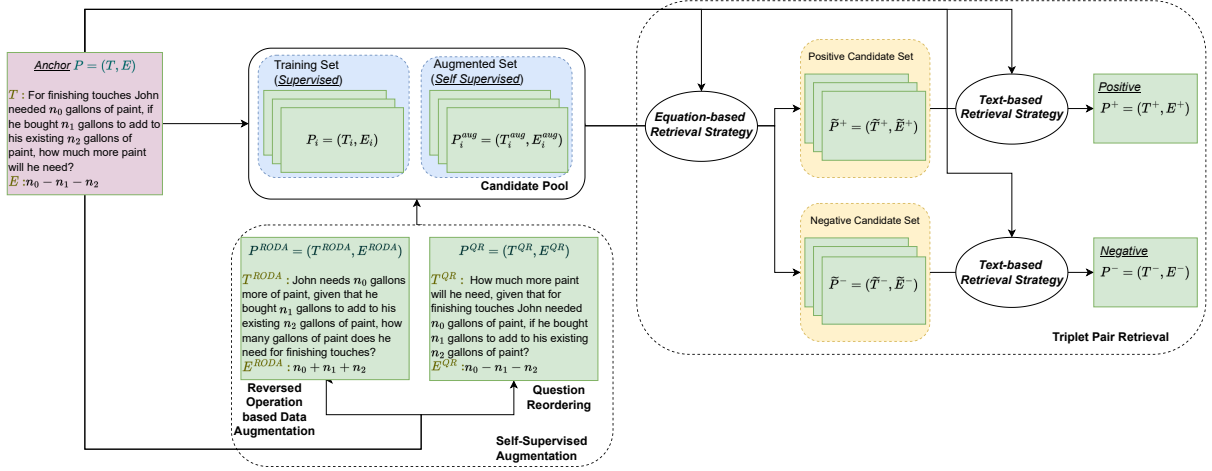 Anchor P = (T, E)
T : For finishing touches John
needed n₀ gallons of paint, if
he bought n₁ gallons to add to
his existing n₂ gallons of
paint, how much more paint
will he need?
E :n₀ − n₁ − n₂
Training Set
(Supervised)
Pᵢ = (Tᵢ, Eᵢ)
Augmented Set
(Self Supervised)
Pᵢᵃᵘᵍ = (Tᵢᵃᵘᵍ, Eᵢᵃᵘᵍ)
Candidate Pool
P^{RODA} = (T^{RODA}, E^{RODA})
T^{RODA} : John needs n₀ gallons
more of paint, given that he
bought n₁ gallons to add to his
existing n₂ gallons of paint, how
many gallons of paint does he
need for finishing touches?
E^{RODA} : n₀ + n₁ + n₂
Reversed
Operation
based Data
Augmentation
P^{QR} = (T^{QR}, E^{QR})
T^{QR} : How much more paint
will he need, given that for
finishing touches John needed
n₀ gallons of paint, if he bought
n₁ gallons to add to his existing
n₂ gallons of paint?
E^{QR} :n₀ − n₁ − n₂
Question
Reordering
Self-Supervised
Augmentation
Equation-based
Retrieval Strategy
Positive Candidate Set
P̃⁺ = (T̃⁺, Ẽ⁺)
Text-based
Retrieval Strategy
Positive
P⁺ = (T⁺, E⁺)
Negative Candidate Set
P̃⁻ = (T̃⁻, Ẽ⁻)
Text-based
Retrieval Strategy
Negative
P⁻ = (T⁻, E⁻)
Triplet Pair Retrieval